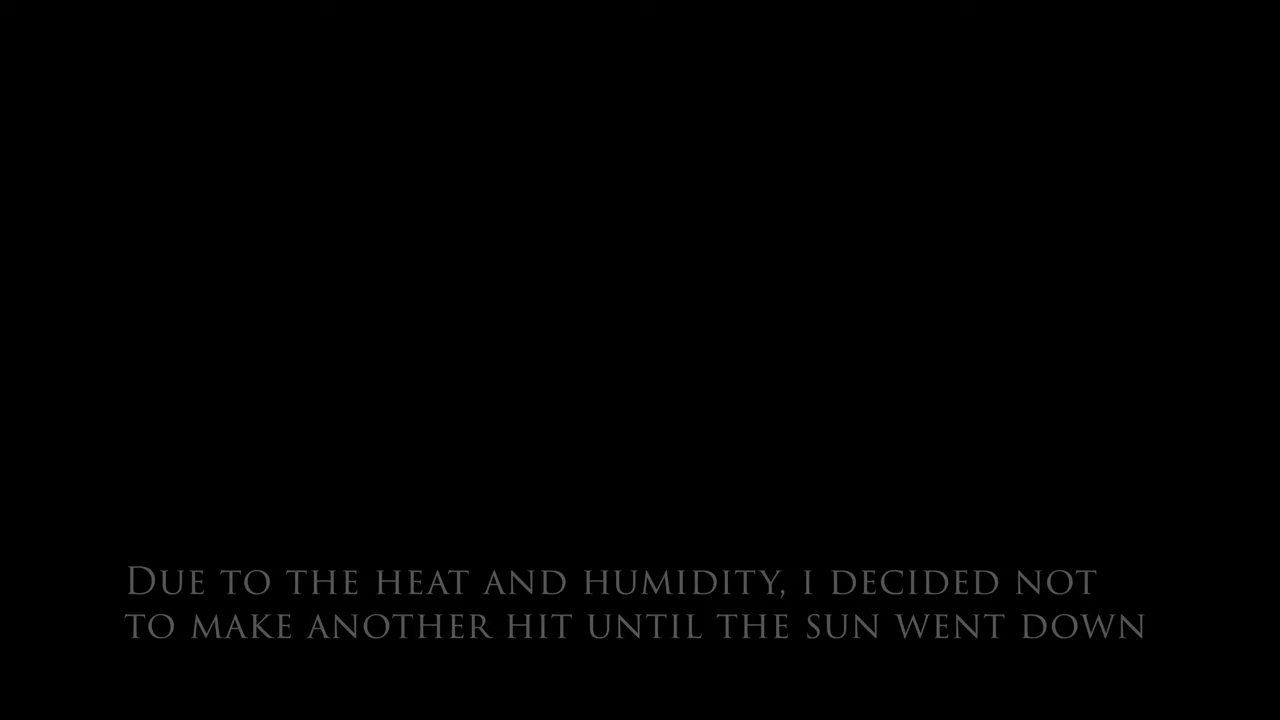 Due to the heat and humidity, i decided not
to make another hit until the sun went down